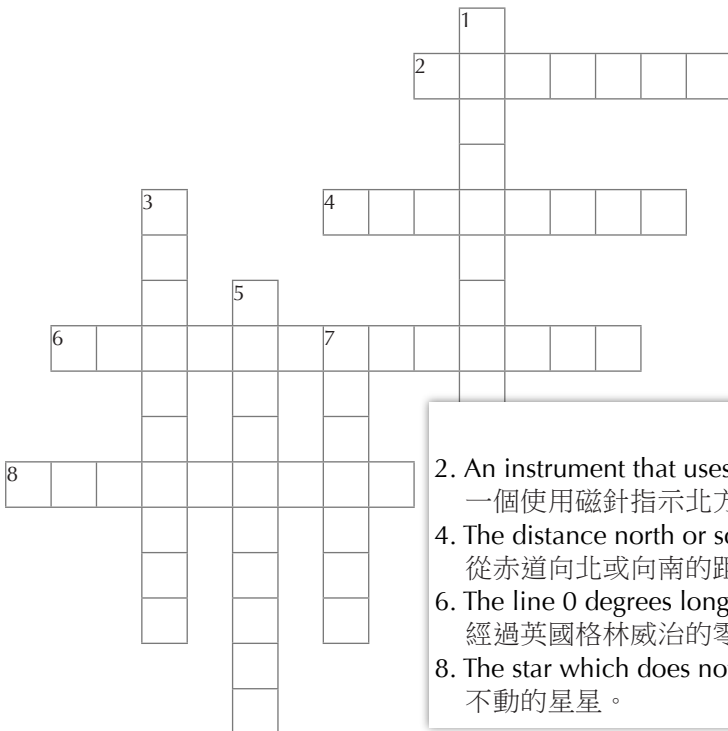 1
2
3
4
5
6
7
8
2. An instrument that uses
一個使用磁針指示北方
4. The distance north or so
從赤道向北或向南的距
6. The line 0 degrees long
經過英國格林威治的零
8. The star which does no
不動的星星。